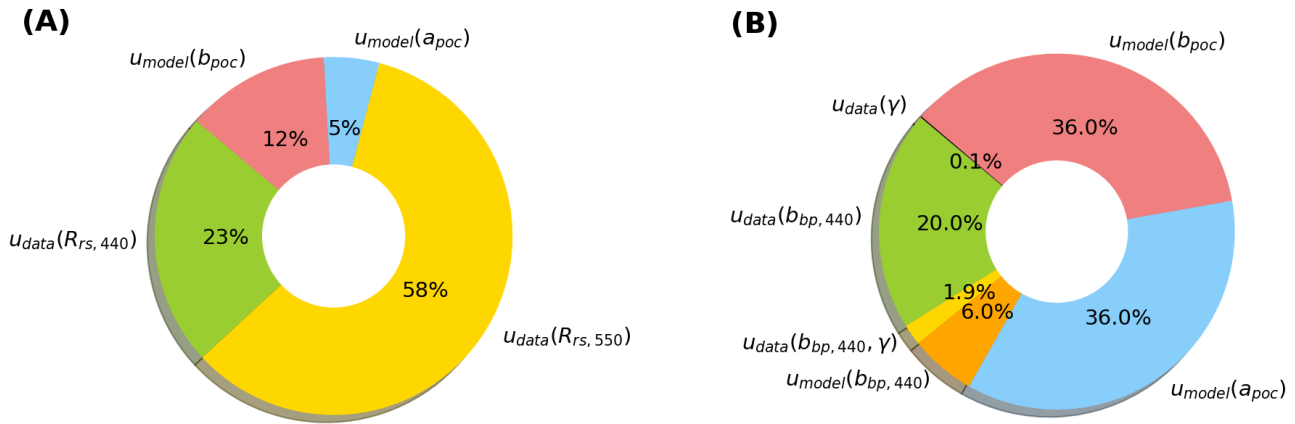 (A)
u_model(a_poc)
u_model(b_poc)
5%
12%
u_data(R_rs, 440)
23%
58%
u_data(R_rs, 550)
(B)
u_model(b_poc)
u_data(γ)
36.0%
0.1%
u_data(b_bp, 440)
20.0%
1.9%
6.0%
36.0%
u_data(b_bp, 440, γ)
u_model(b_bp, 440)
u_model(a_poc)